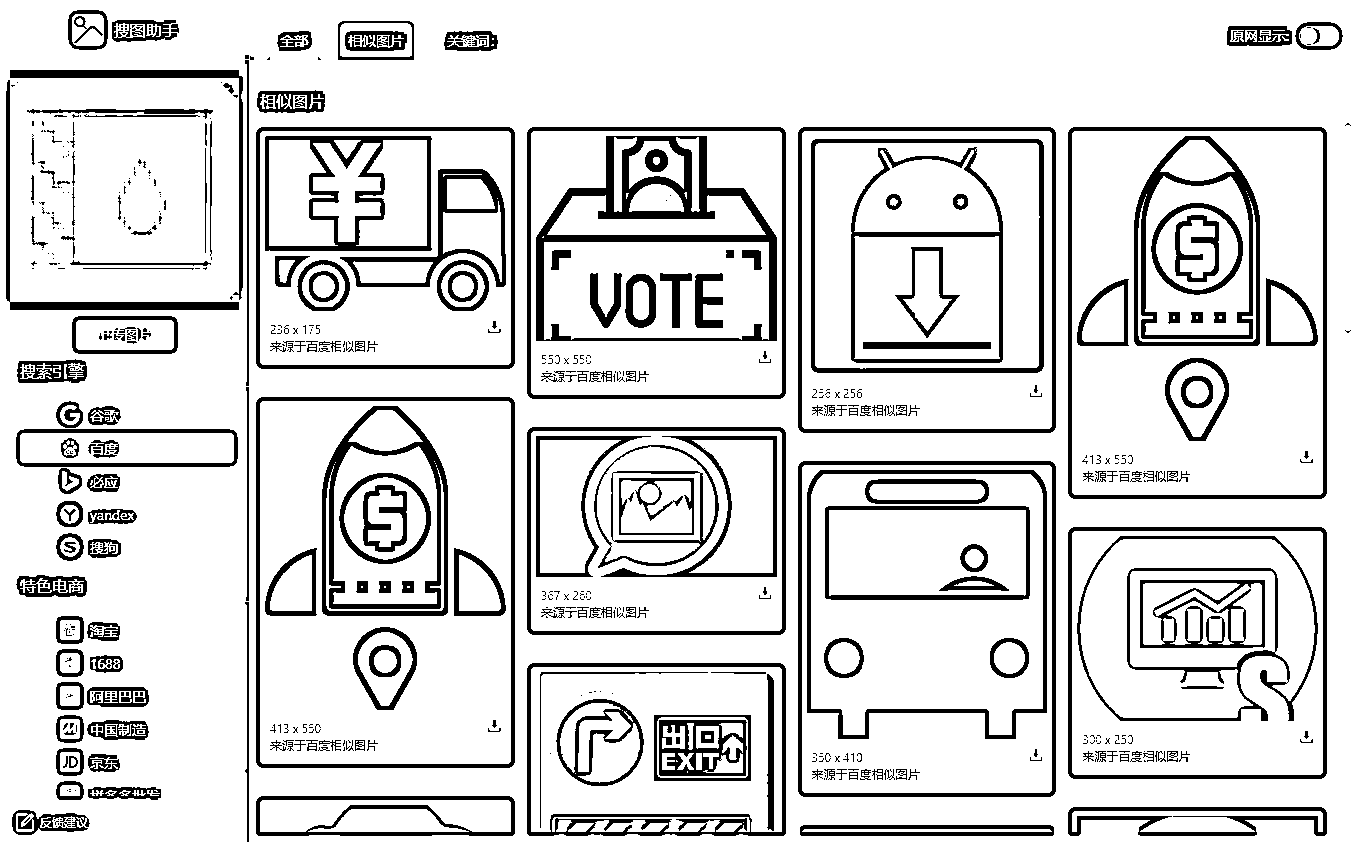 搜图助手
全部
相似图片
关键词
原网显示
相似图片
上传图片
搜索引擎
谷歌
百度
必应
yandex
搜狗
特色电商
淘宝
1688
阿里巴巴
中国制造
JD 京东
反馈建议
¥
236 x 175
来源于百度相似图片
VOTE
550 x 550
来源于百度相似图片
256 x 256
来源于百度相似图片
$
413 x 550
来源于百度相似图片
$
413 x 550
来源于百度相似图片
367 x 260
来源于百度相似图片
出口
EXIT
350 x 410
来源于百度相似图片
300 x 250
来源于百度相似图片